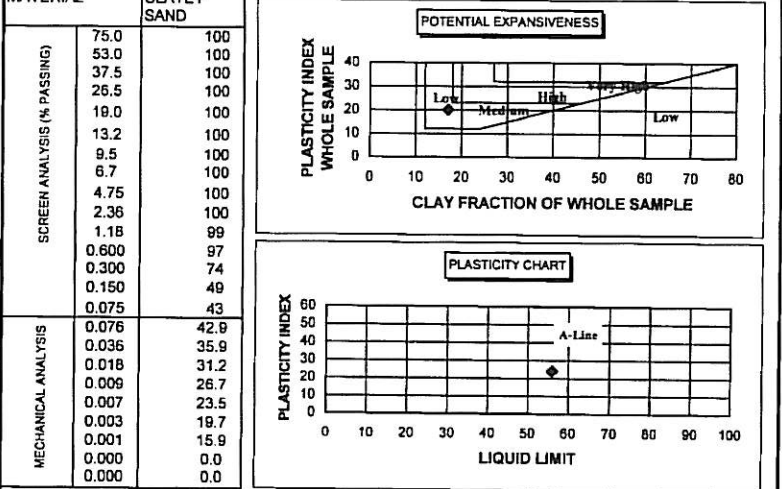 SAND
SCREEN ANALYSIS (% PASSING)
75.0 100
53.0 100
37.5 100
26.5 100
19.0 100
13.2 100
9.5 100
6.7 100
4.75 100
2.36 100
1.18 99
0.600 97
0.300 74
0.150 49
0.075 43
MECHANICAL ANALYSIS
0.076 42.9
0.036 35.9
0.018 31.2
0.009 26.7
0.007 23.5
0.003 19.7
0.001 15.9
0.000 0.0
0.000 0.0
POTENTIAL EXPANSIVENESS
PLASTICITY INDEX
WHOLE SAMPLE
40
30
20
10
0
Low
Medium
High
Very High
Low
0 10 20 30 40 50 60 70 80
CLAY FRACTION OF WHOLE SAMPLE
PLASTICITY CHART
PLASTICITY INDEX
60
50
40
30
20
10
0
A-Line
0 10 20 30 40 50 60 70 80 90 100
LIQUID LIMIT